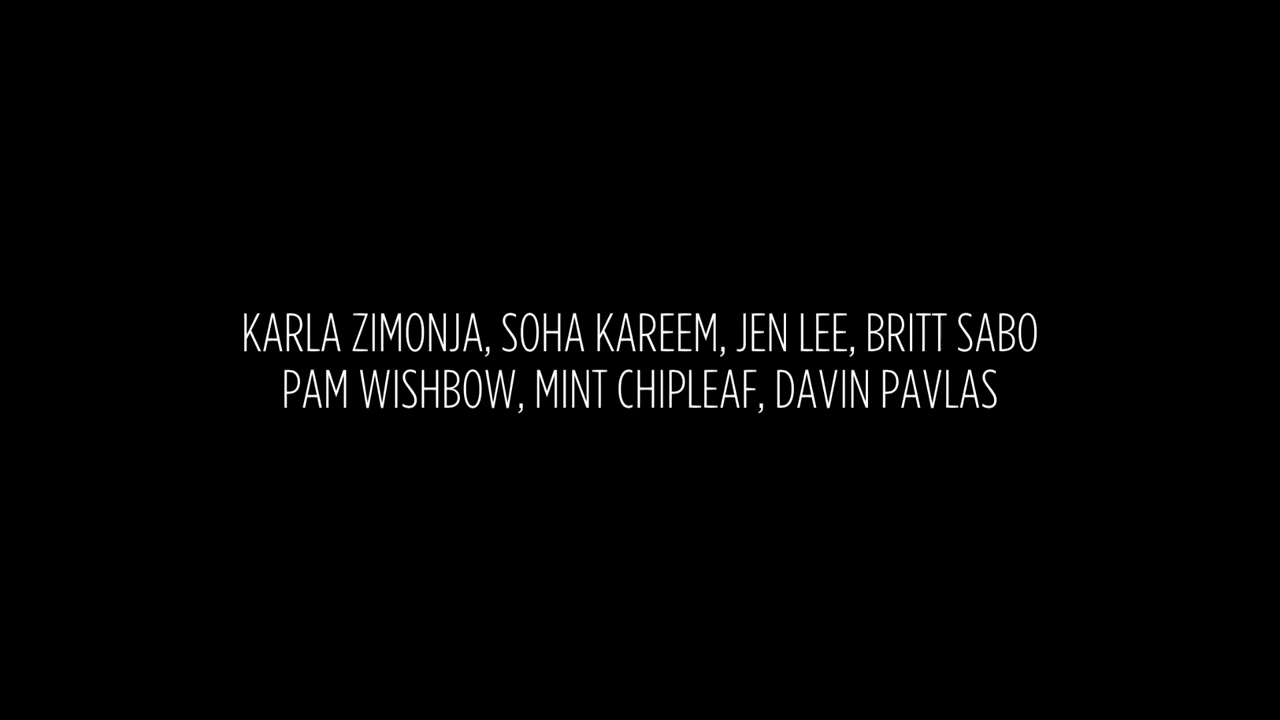 KARLA ZIMONJA, SOHA KAREEM, JEN LEE, BRITT SABO
PAM WISHBOW, MINT CHIPLEAF, DAVIN PAVLAS